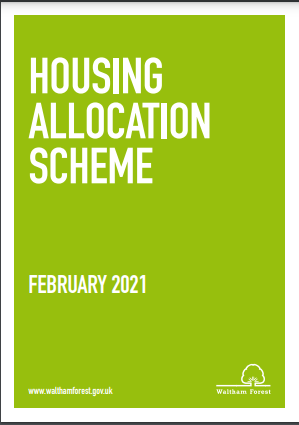 HOUSING
ALLOCATION
SCHEME
FEBRUARY 2021
www.walthamforest.gov.uk
Waltham Forest